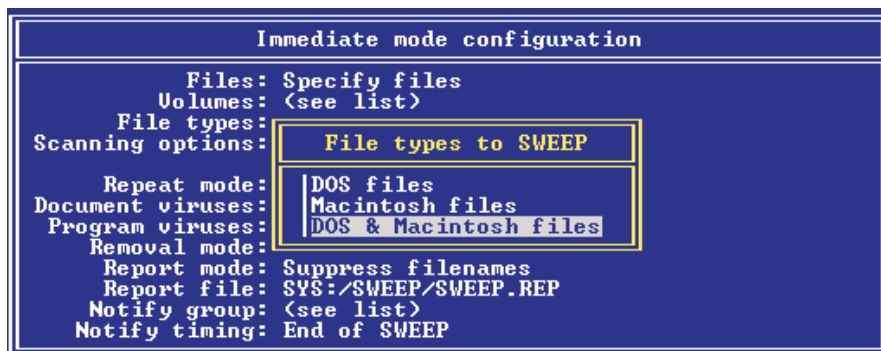 Immediate mode configuration
Files: Specify files
Volumes: (see list)
File types:
Scanning options:
File types to SWEEP
Repeat mode:
DOS files
Document viruses:
Macintosh files
Program viruses:
DOS & Macintosh files
Removal mode:
Report mode: Suppress filenames
Report file: SYS:/SWEEP/SWEEP.REP
Notify group: (see list)
Notify timing: End of SWEEP